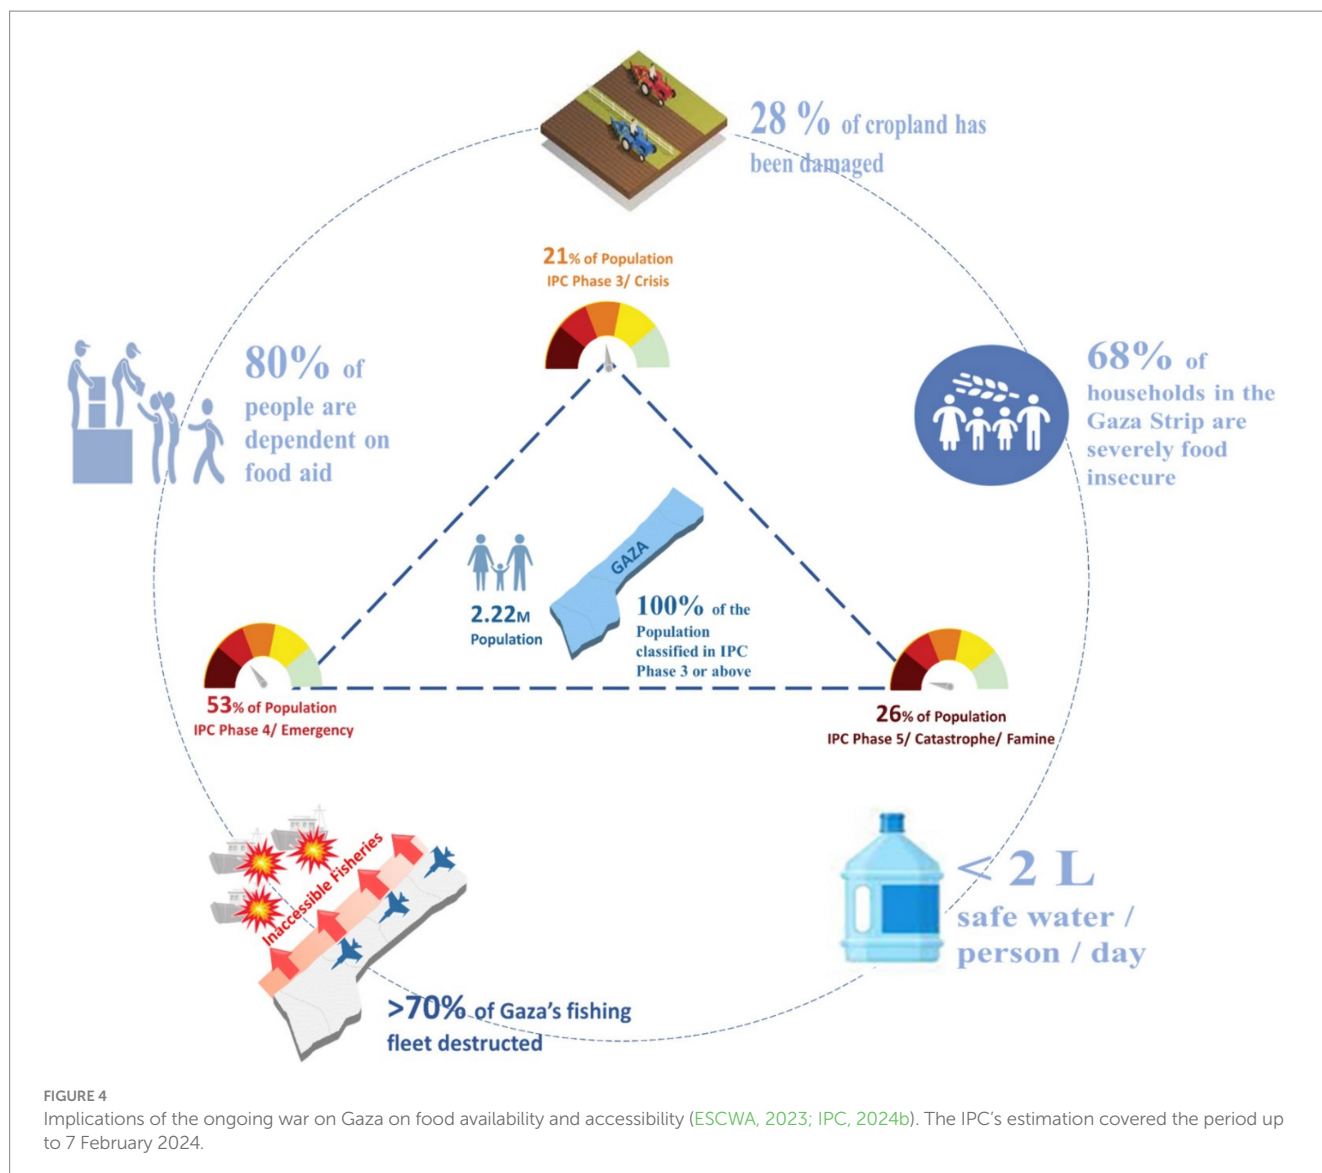 28 % of cropland has
been damaged
21% of Population
IPC Phase 3/ Crisis
80% of
people are
dependent on
food aid
68% of
households in the
Gaza Strip are
severely food
insecure
GAZA
2.22M
Population
100% of the
Population
classified in IPC
Phase 3 or above
53% of Population
IPC Phase 4/ Emergency
26% of Population
IPC Phase 5/ Catastrophe/ Famine
Inaccessible Fisheries
>70% of Gaza's fishing
fleet destructed
< 2 L
safe water /
person / day
FIGURE 4
Implications of the ongoing war on Gaza on food availability and accessibility (ESCWA, 2023; IPC, 2024b). The IPC's estimation covered the period up
to 7 February 2024.